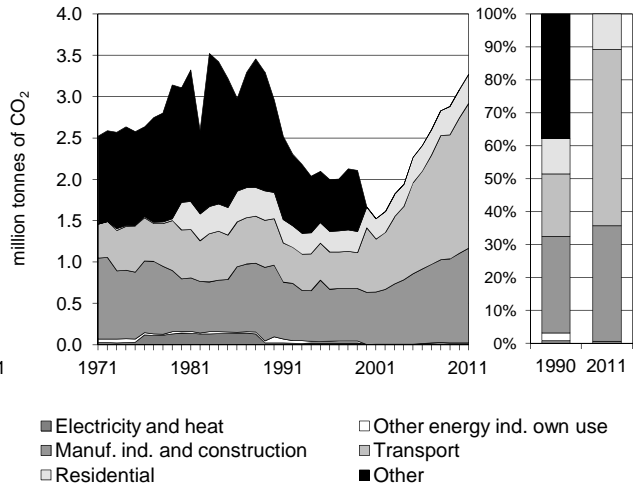 million tonnes of CO2
4.0
3.5
3.0
2.5
2.0
1.5
1.0
0.5
0.0
1971 1981 1991 2001 2011
100%
90%
80%
70%
60%
50%
40%
30%
20%
10%
0%
1990 2011
1
Electricity and heat
Other energy ind. own use
Manuf. ind. and construction
Transport
Residential
Other